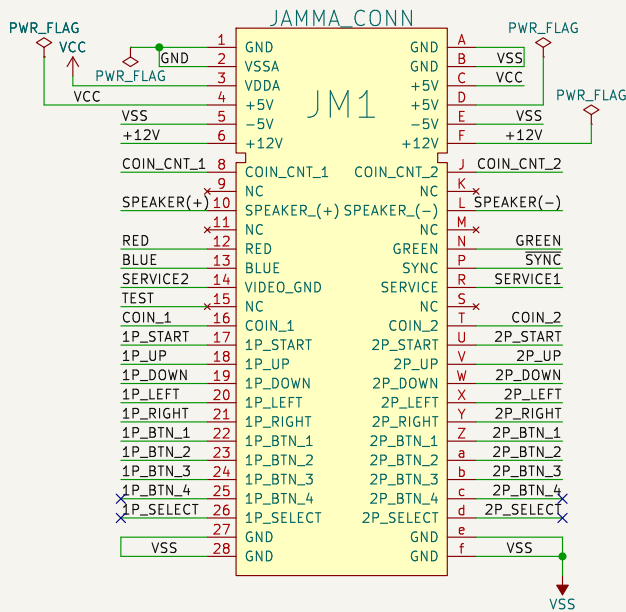 JAMMA_CONN
JM1
PWR_FLAG VCC PWR_FLAG GND VCC
1 GND GND A
2 VSSA GND B VSS
3 VDDA +5V C VCC
4 +5V +5V D PWR_FLAG
VSS 5 -5V -5V E VSS
+12V 6 +12V +12V F +12V PWR_FLAG
COIN_CNT_1 8 COIN_CNT_1 COIN_CNT_2 J COIN_CNT_2
9 NC NC K
SPEAKER(+) 10 SPEAKER_(+) SPEAKER_(-) L SPEAKER(-)
11 NC NC M
RED 12 RED GREEN N GREEN
BLUE 13 BLUE SYNC P SYNC
SERVICE2 14 VIDEO_GND SERVICE R SERVICE1
TEST 15 NC NC S
COIN_1 16 COIN_1 COIN_2 T COIN_2
1P_START 17 1P_START 2P_START U 2P_START
1P_UP 18 1P_UP 2P_UP V 2P_UP
1P_DOWN 19 1P_DOWN 2P_DOWN W 2P_DOWN
1P_LEFT 20 1P_LEFT 2P_LEFT X 2P_LEFT
1P_RIGHT 21 1P_RIGHT 2P_RIGHT Y 2P_RIGHT
1P_BTN_1 22 1P_BTN_1 2P_BTN_1 Z 2P_BTN_1
1P_BTN_2 23 1P_BTN_2 2P_BTN_2 a 2P_BTN_2
1P_BTN_3 24 1P_BTN_3 2P_BTN_3 b 2P_BTN_3
1P_BTN_4 25 1P_BTN_4 2P_BTN_4 c 2P_BTN_4
1P_SELECT 26 1P_SELECT 2P_SELECT d 2P_SELECT
27 GND GND e
VSS 28 GND GND f VSS
VSS